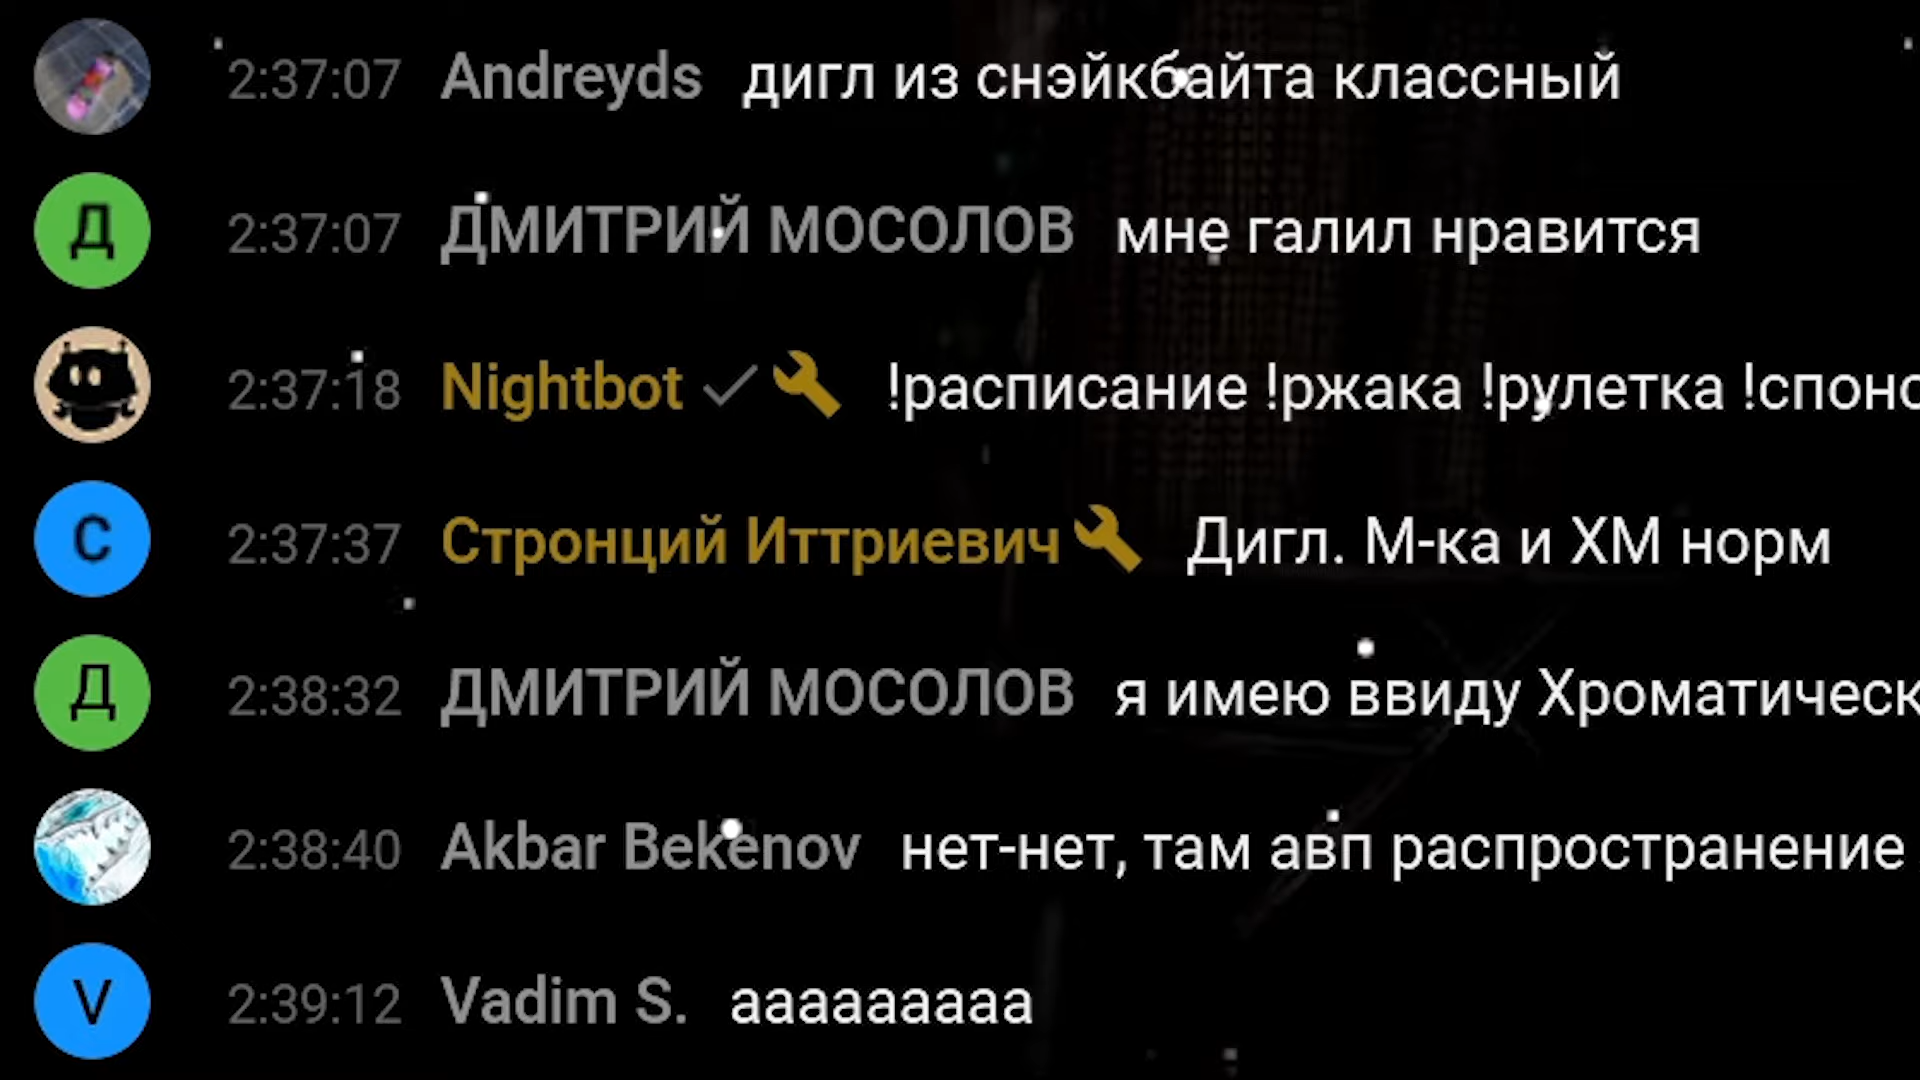 2:37:07 Andreyds дигл из снэйкбайта классный
Д 2:37:07 ДМИТРИЙ МОСОЛОВ мне галил нравится
2:37:18 Nightbot !расписание !ржака !рулетка !спонс
С 2:37:37 Стронций Иттриевич Дигл. М-ка и ХМ норм
Д 2:38:32 ДМИТРИЙ МОСОЛОВ я имею ввиду Хроматическ
2:38:40 Akbar Bekenov нет-нет, там авп распространение
V 2:39:12 Vadim S. ааааааааа